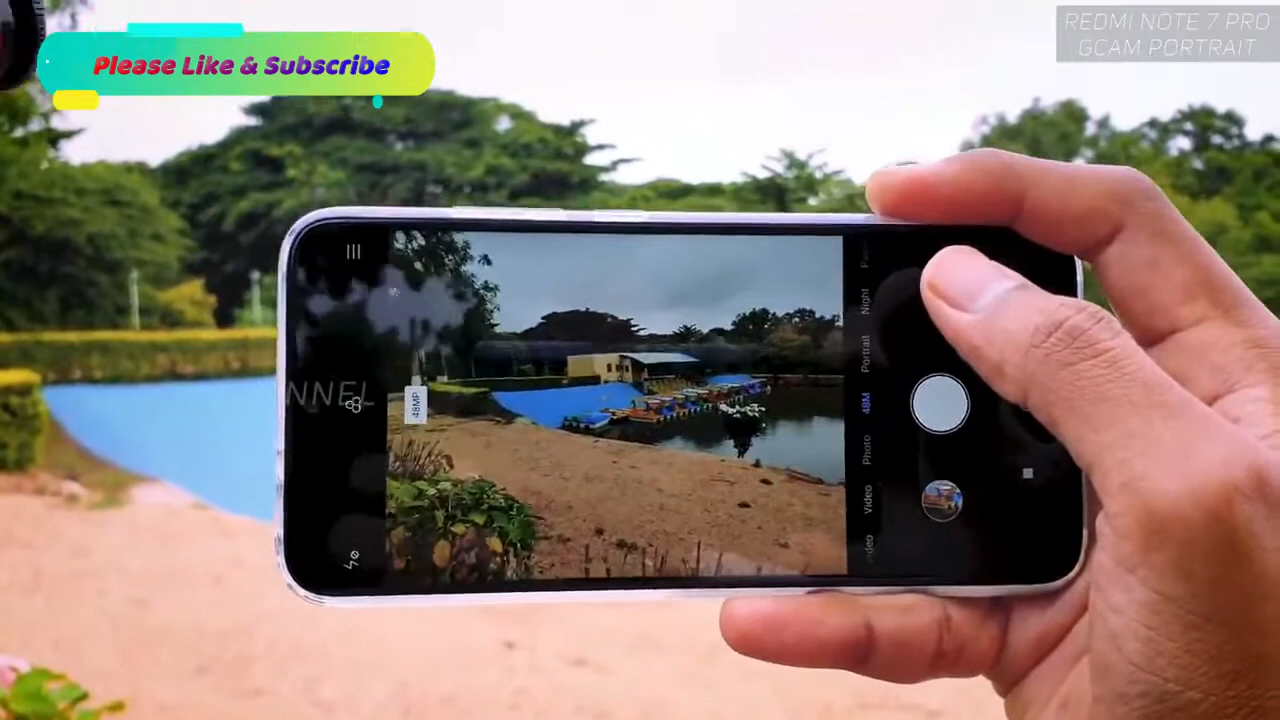 Please Like & Subscribe
REDMI NOTE 7 PRO
GCAM PORTRAIT
NNEL
48MP
Night
Portrait
48M
Photo
Video